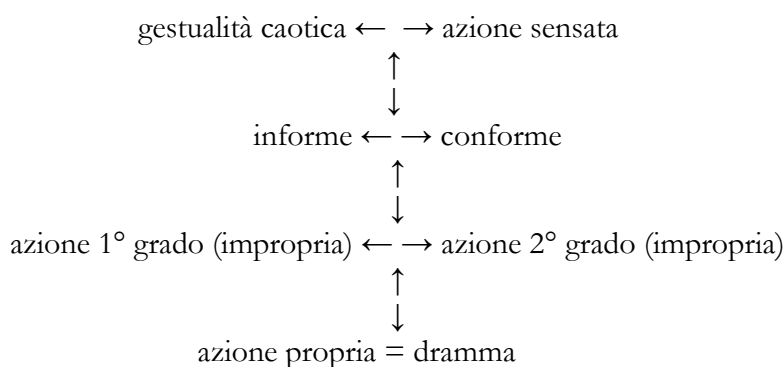 gestualità caotica ← → azione sensata
↑
↓
informe ← → conforme
↑
↓
azione 1° grado (impropria) ← → azione 2° grado (impropria)
↑
↓
azione propria = dramma